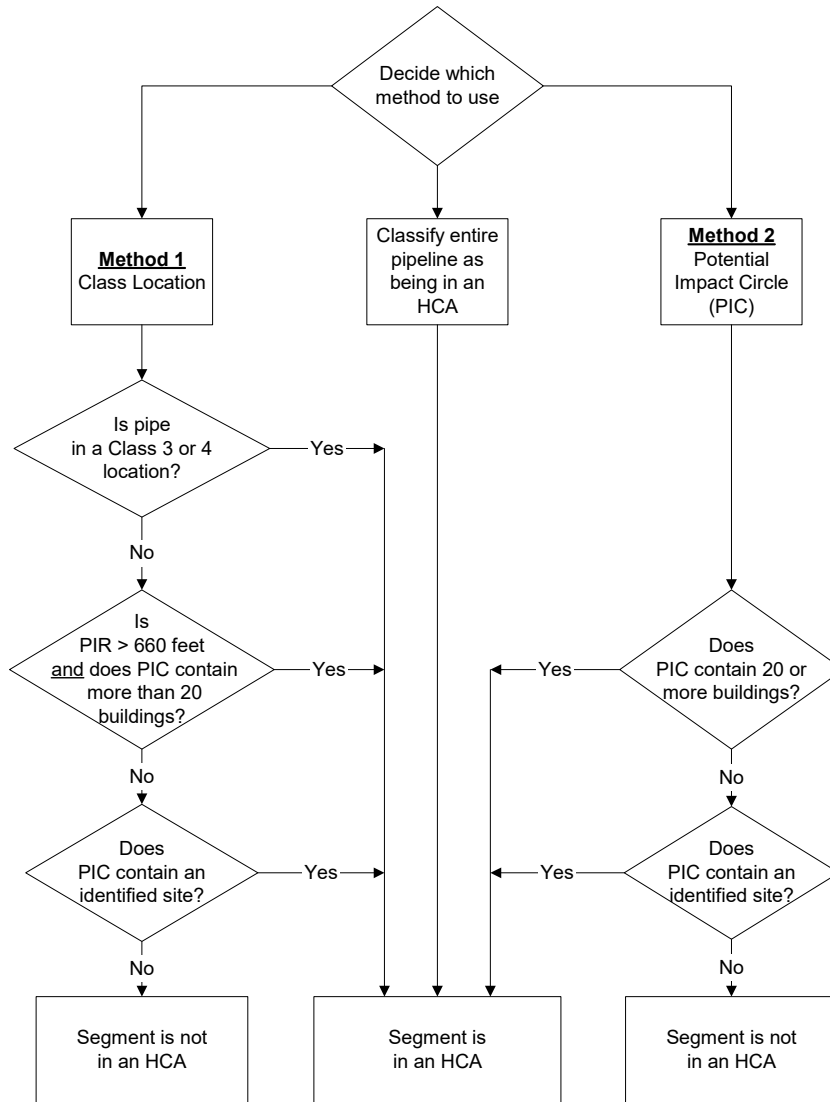 Decide which
method to use
Method 1
Class Location
Classify entire
pipeline as
being in an
HCA
Method 2
Potential
Impact Circle
(PIC)
Is pipe
in a Class 3 or 4
location?
Yes
No
Is
PIR > 660 feet
and does PIC contain
more than 20
buildings?
Yes
Yes
Does
PIC contain 20 or
more buildings?
No
No
Does
PIC contain an
identified site?
Yes
Yes
Does
PIC contain an
identified site?
No
No
Segment is not
in an HCA
Segment is
in an HCA
Segment is not
in an HCA